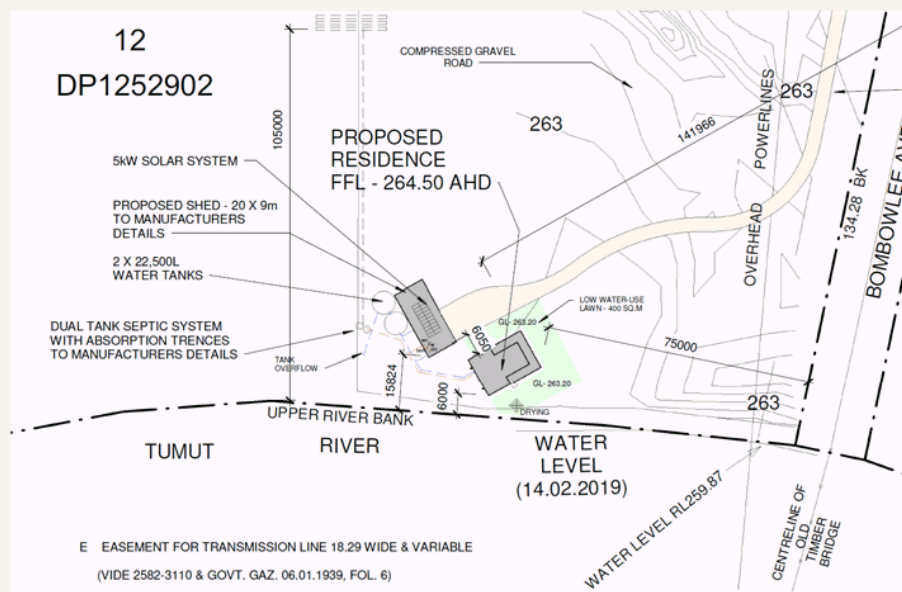 12
DP1252902
COMPRESSED GRAVEL
ROAD
263
263
105000
PROPOSED
RESIDENCE
FFL - 264.50 AHD
141966
OVERHEAD POWERLINES
134.28 BK
BOMBOWLEE AVE
5kW SOLAR SYSTEM
PROPOSED SHED - 20 X 9m
TO MANUFACTURERS
DETAILS
2 X 22,500L
WATER TANKS
DUAL TANK SEPTIC SYSTEM
WITH ABSORPTION TRENCES
TO MANUFACTURERS DETAILS
TANK
OVERFLOW
LOW WATER-USE
LAWN - 400 SQ.M
GL- 263.20
6050
75000
GL- 263.20
15824
6000
263
DRYING
UPPER RIVER BANK
TUMUT
RIVER
WATER
LEVEL
(14.02.2019)
WATER LEVEL RL259.87
CENTRELINE OF
OLD
TIMBER
BRIDGE
E EASEMENT FOR TRANSMISSION LINE 18.29 WIDE & VARIABLE
(VIDE 2582-3110 & GOVT. GAZ. 06.01.1939, FOL. 6)